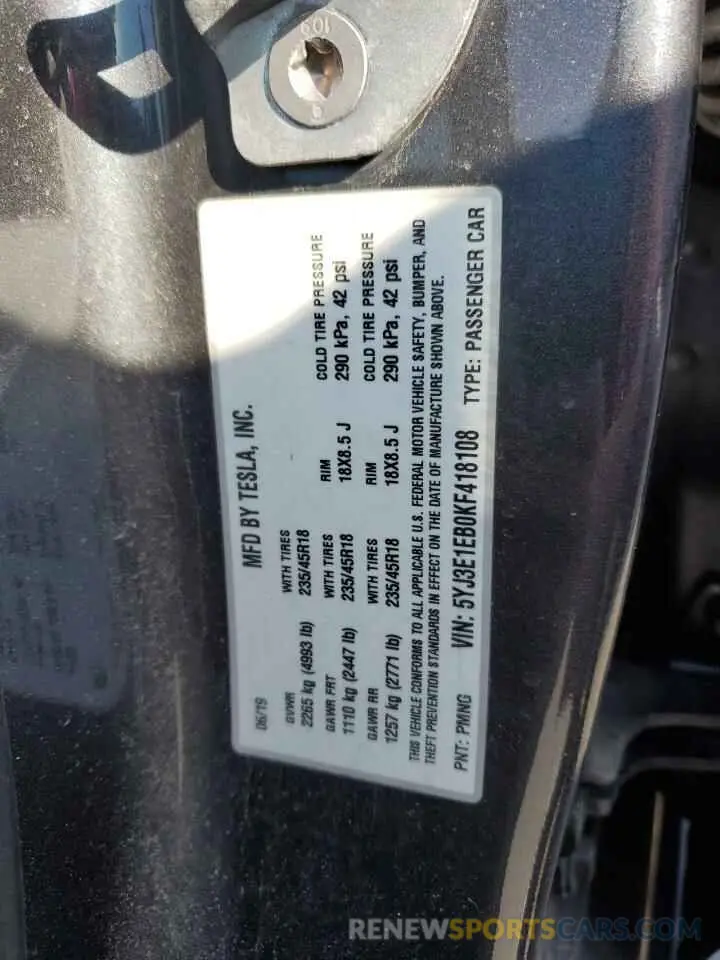 109
MFD BY TESLA, INC.
06/19
GVWR WITH TIRES
2265 kg (4993 lb) 235/45R18
GAWR FRT WITH TIRES RIM COLD TIRE PRESSURE
1110 kg (2447 lb) 235/45R18 18X8.5 J 290 kPa, 42 psi
GAWR RR WITH TIRES RIM COLD TIRE PRESSURE
1257 kg (2771 lb) 235/45R18 18X8.5 J 290 kPa, 42 psi
THIS VEHICLE CONFORMS TO ALL APPLICABLE U.S. FEDERAL MOTOR VEHICLE SAFETY, BUMPER, AND
THEFT PREVENTION STANDARDS IN EFFECT ON THE DATE OF MANUFACTURE SHOWN ABOVE.
PNT: PMNG VIN: 5YJ3E1EB0KF418108 TYPE: PASSENGER CAR
RENEWSPORTSCARS.COM